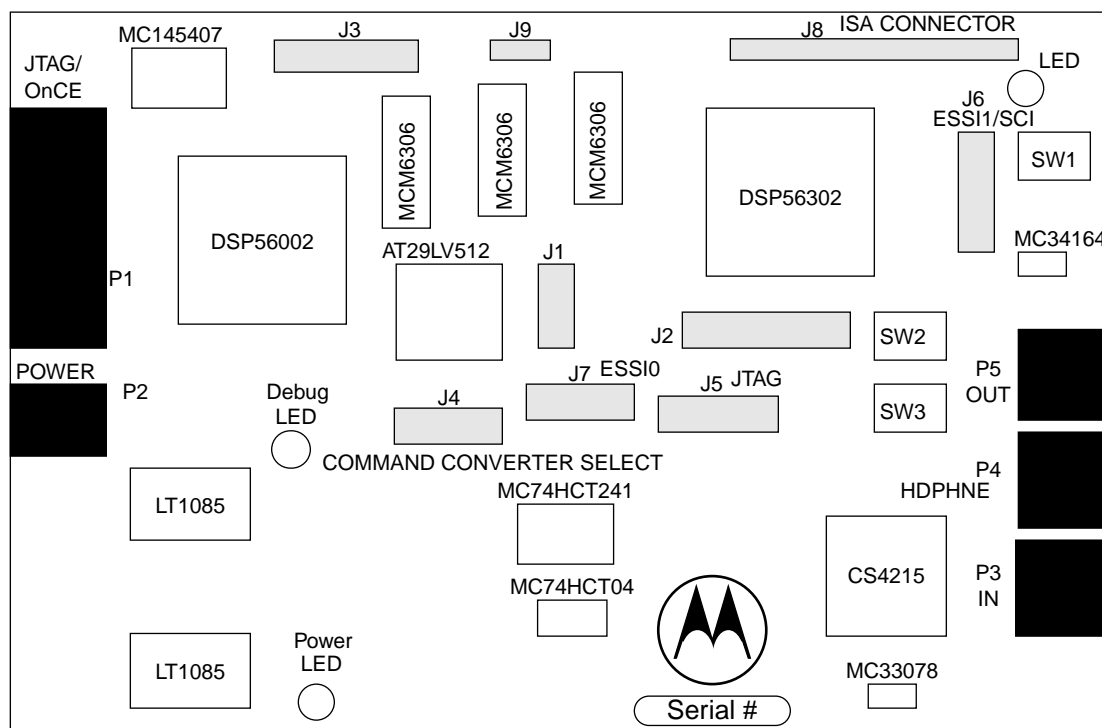 MC145407
J3
J9
J8
ISA CONNECTOR
JTAG/
OnCE
LED
J6
ESSI1/SCI
MCM6306
MCM6306
MCM6306
SW1
DSP56002
DSP56302
AT29LV512
J1
MC34164
P1
J2
SW2
POWER
P2
Debug
LED
J4
J7
ESSI0
J5
JTAG
SW3
P5
OUT
COMMAND CONVERTER SELECT
P4
HDPHNE
LT1085
MC74HCT241
CS4215
P3
IN
MC74HCT04
LT1085
Power
LED
MC33078
Serial #